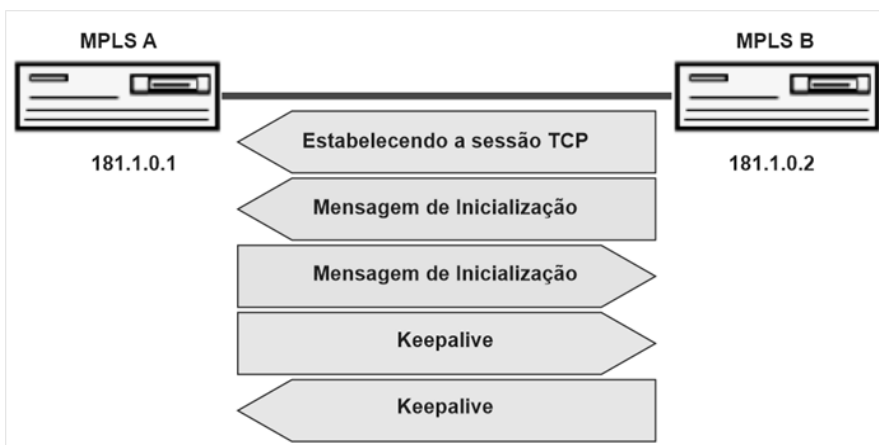 MPLS A
MPLS B
181.1.0.1
181.1.0.2
Estabelecendo a sessão TCP
Mensagem de Inicialização
Mensagem de Inicialização
Keepalive
Keepalive